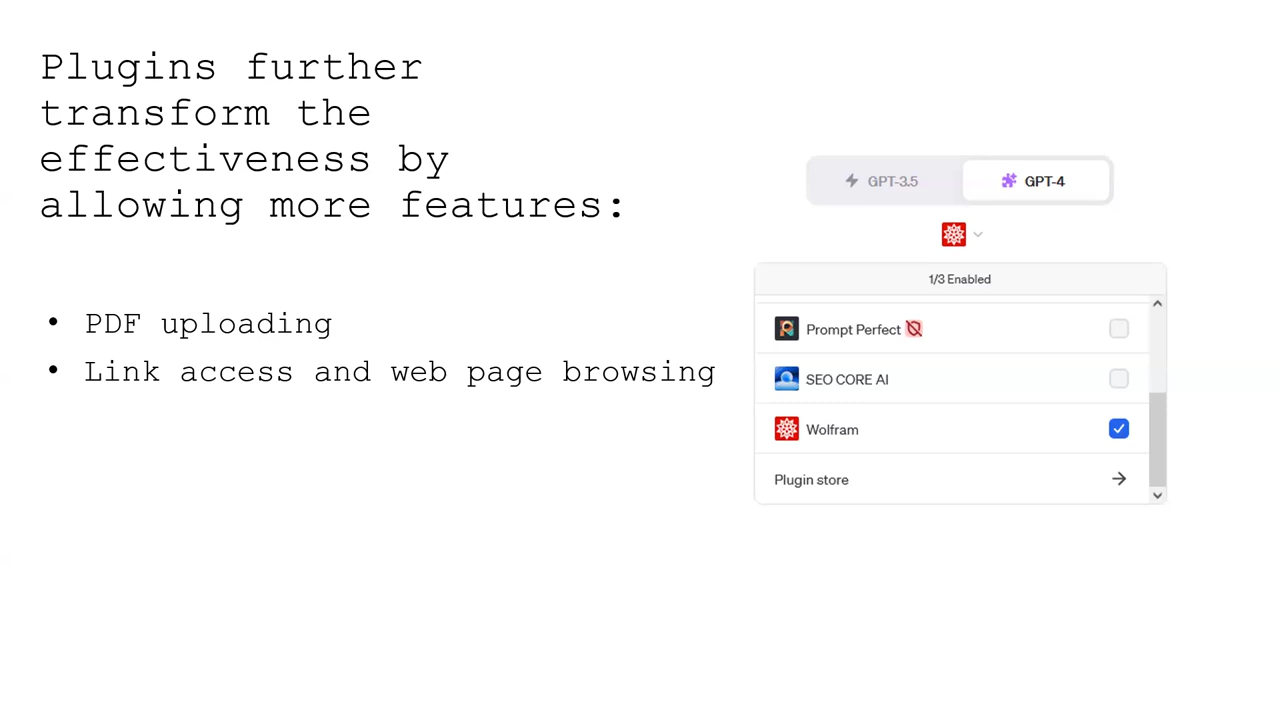 Plugins further
transform the
effectiveness by
allowing more features:
• PDF uploading
• Link access and web page browsing
GPT-3.5
GPT-4
1/3 Enabled
Prompt Perfect
SEO CORE AI
Wolfram
Plugin store